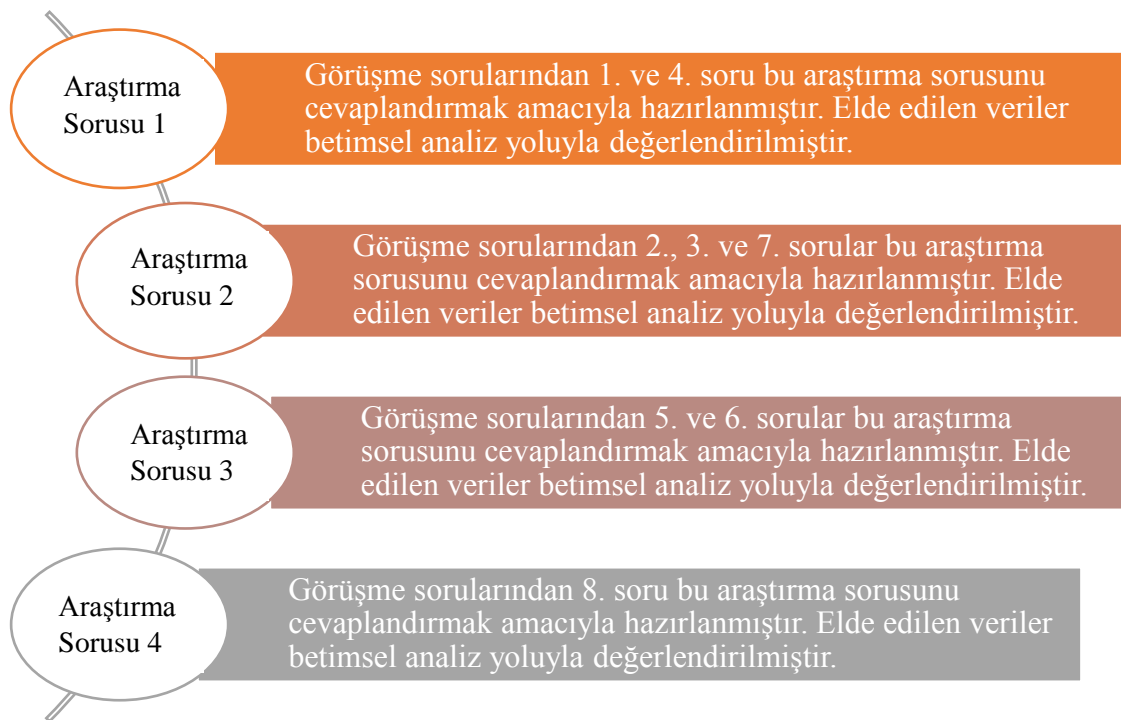 Araştırma
Sorusu 1
Görüşme sorularından 1. ve 4. soru bu araştırma sorusunu
cevaplandırmak amacıyla hazırlanmıştır. Elde edilen veriler
betimsel analiz yoluyla değerlendirilmiştir.
Araştırma
Sorusu 2
Görüşme sorularından 2., 3. ve 7. sorular bu araştırma
sorusunu cevaplandırmak amacıyla hazırlanmıştır. Elde
edilen veriler betimsel analiz yoluyla değerlendirilmiştir.
Araştırma
Sorusu 3
Görüşme sorularından 5. ve 6. sorular bu araştırma
sorusunu cevaplandırmak amacıyla hazırlanmıştır. Elde
edilen veriler betimsel analiz yoluyla değerlendirilmiştir.
Araştırma
Sorusu 4
Görüşme sorularından 8. soru bu araştırma sorusunu
cevaplandırmak amacıyla hazırlanmıştır. Elde edilen veriler
betimsel analiz yoluyla değerlendirilmiştir.